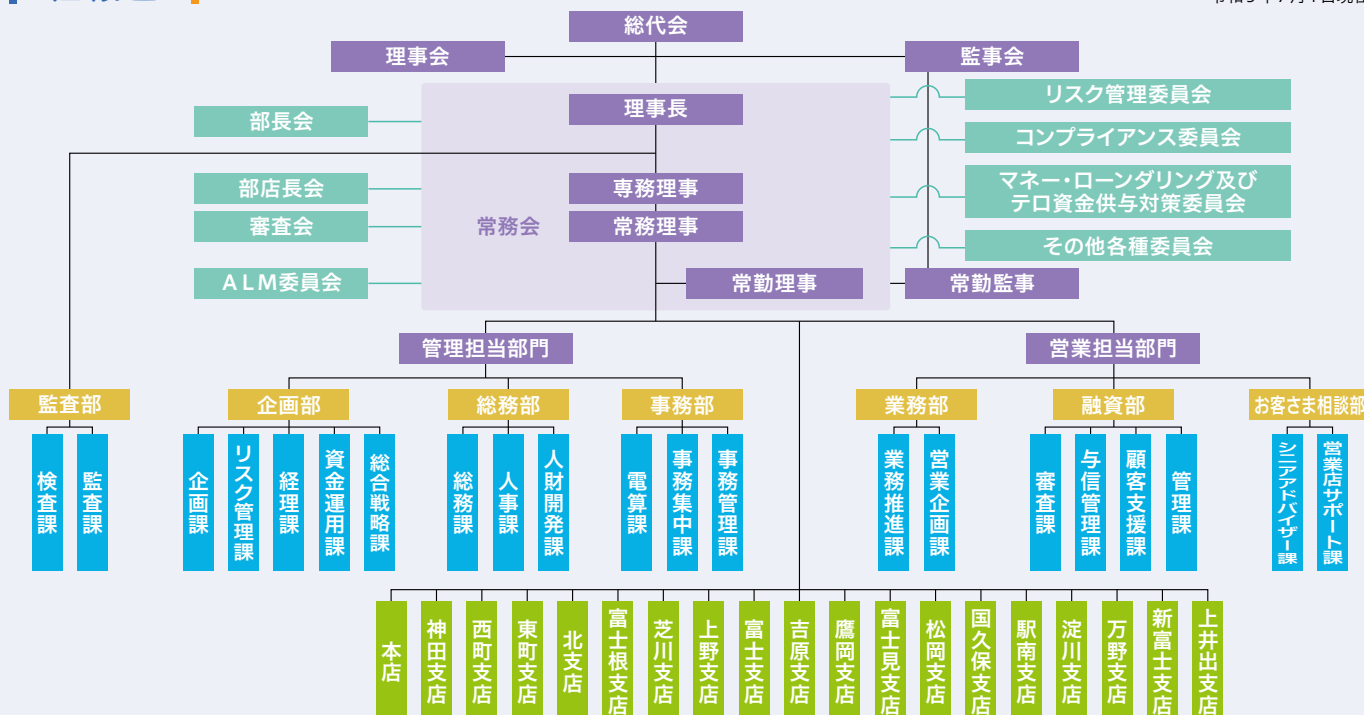 総代会
理事会
監事会
理事長
部長会
部店長会
審査会
ALM委員会
常務会
専務理事
常務理事
常勤理事
常勤監事
リスク管理委員会
コンプライアンス委員会
マネー・ローンダリング及び
テロ資金供与対策委員会
その他各種委員会
管理担当部門
営業担当部門
監査部
企画部
総務部
事務部
業務部
融資部
お客さま相談部
検査課
監査課
企画課
リスク管理課
経理課
資金運用課
総合戦略課
総務課
人事課
人財開発課
電算課
事務集中課
事務管理課
業務推進課
営業企画課
審査課
与信管理課
顧客支援課
管理課
シニアアドバイザー課
営業店サポート課
本店
神田支店
西町支店
東町支店
北支店
富士根支店
芝川支店
上野支店
富士支店
吉原支店
鷹岡支店
富士見支店
松岡支店
国久保支店
駅南支店
淀川支店
万野支店
新富士支店
上井出支店